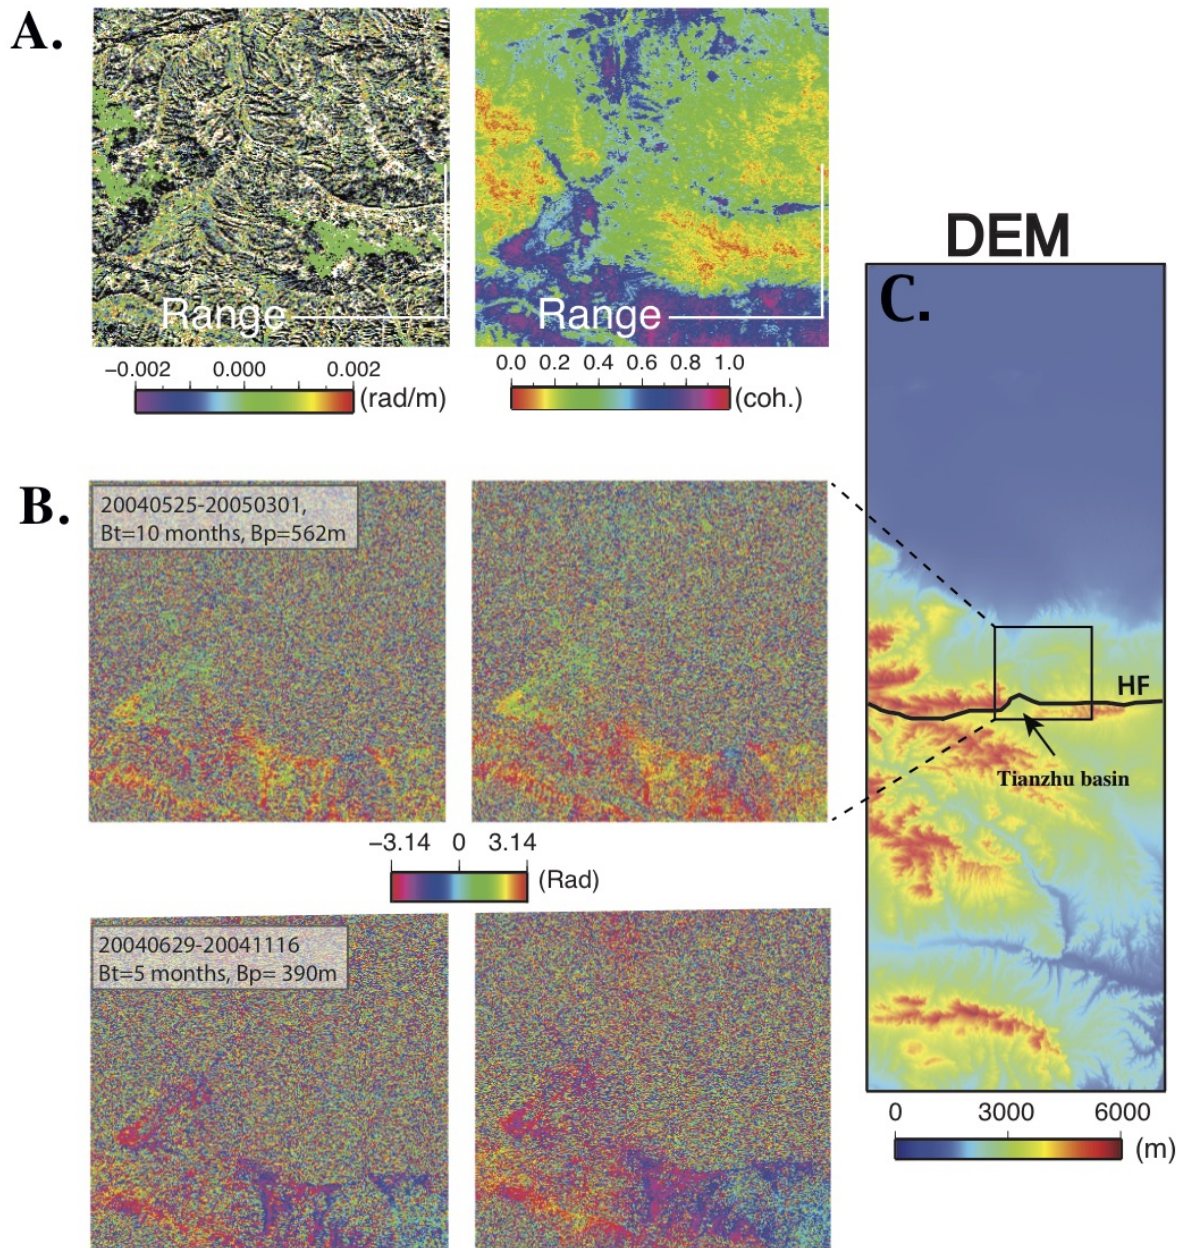 A.
Range
Range
−0.002 0.000 0.002
(rad/m)
0.0 0.2 0.4 0.6 0.8 1.0
(coh.)
B.
20040525-20050301,
Bt=10 months, Bp=562m
−3.14 0 3.14
(Rad)
20040629-20041116
Bt=5 months, Bp= 390m
DEM
C.
HF
Tianzhu basin
0 3000 6000
(m)